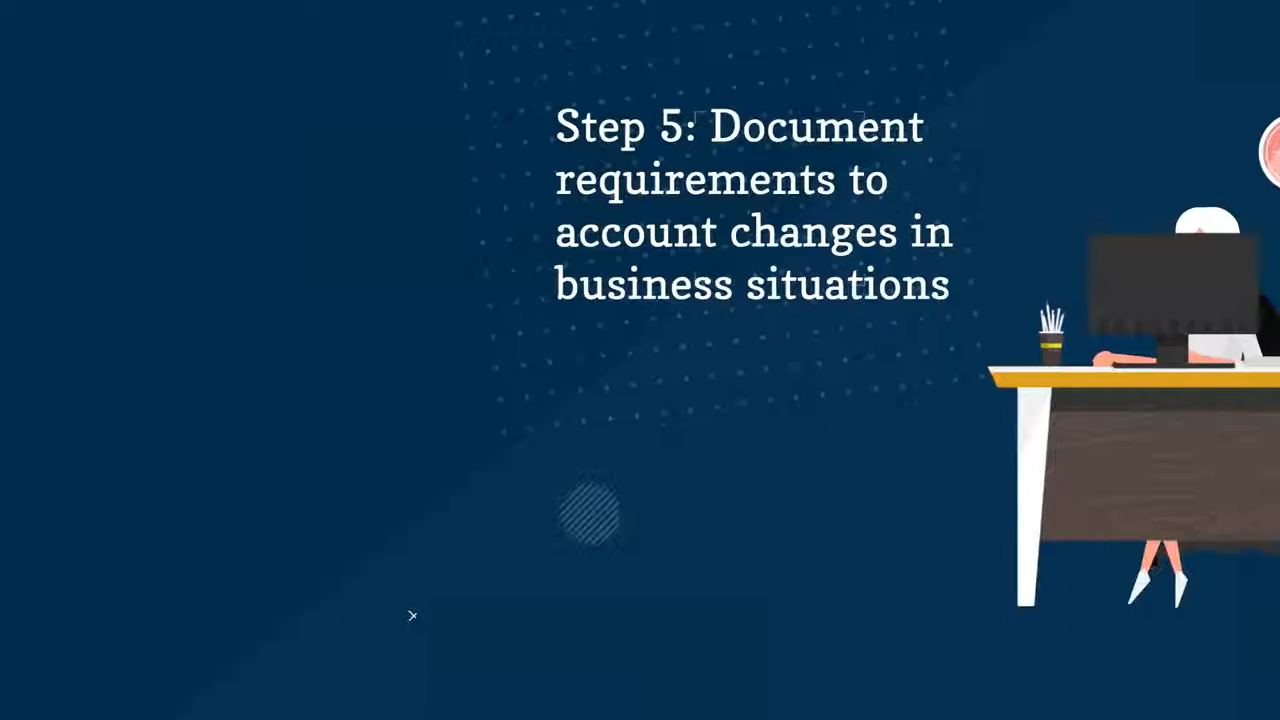 Step 5: Document
requirements to
account changes in
business situations